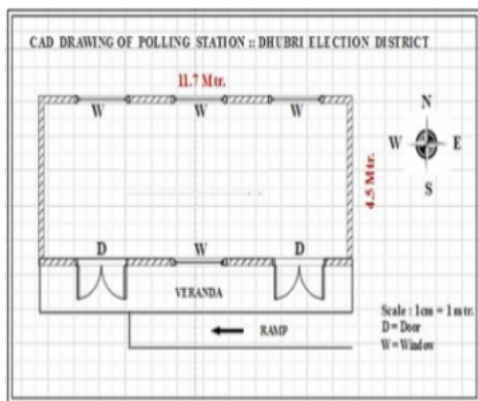 CAD DRAWING OF POLLING STATION :: DHUBRI ELECTION DISTRICT
11.7 Mtr.
W W W
N
W E
S
4.5 Mtr.
D W D
VERANDA
RAMP
Scale : 1cm = 1 mtr.
D = Door
W = Window